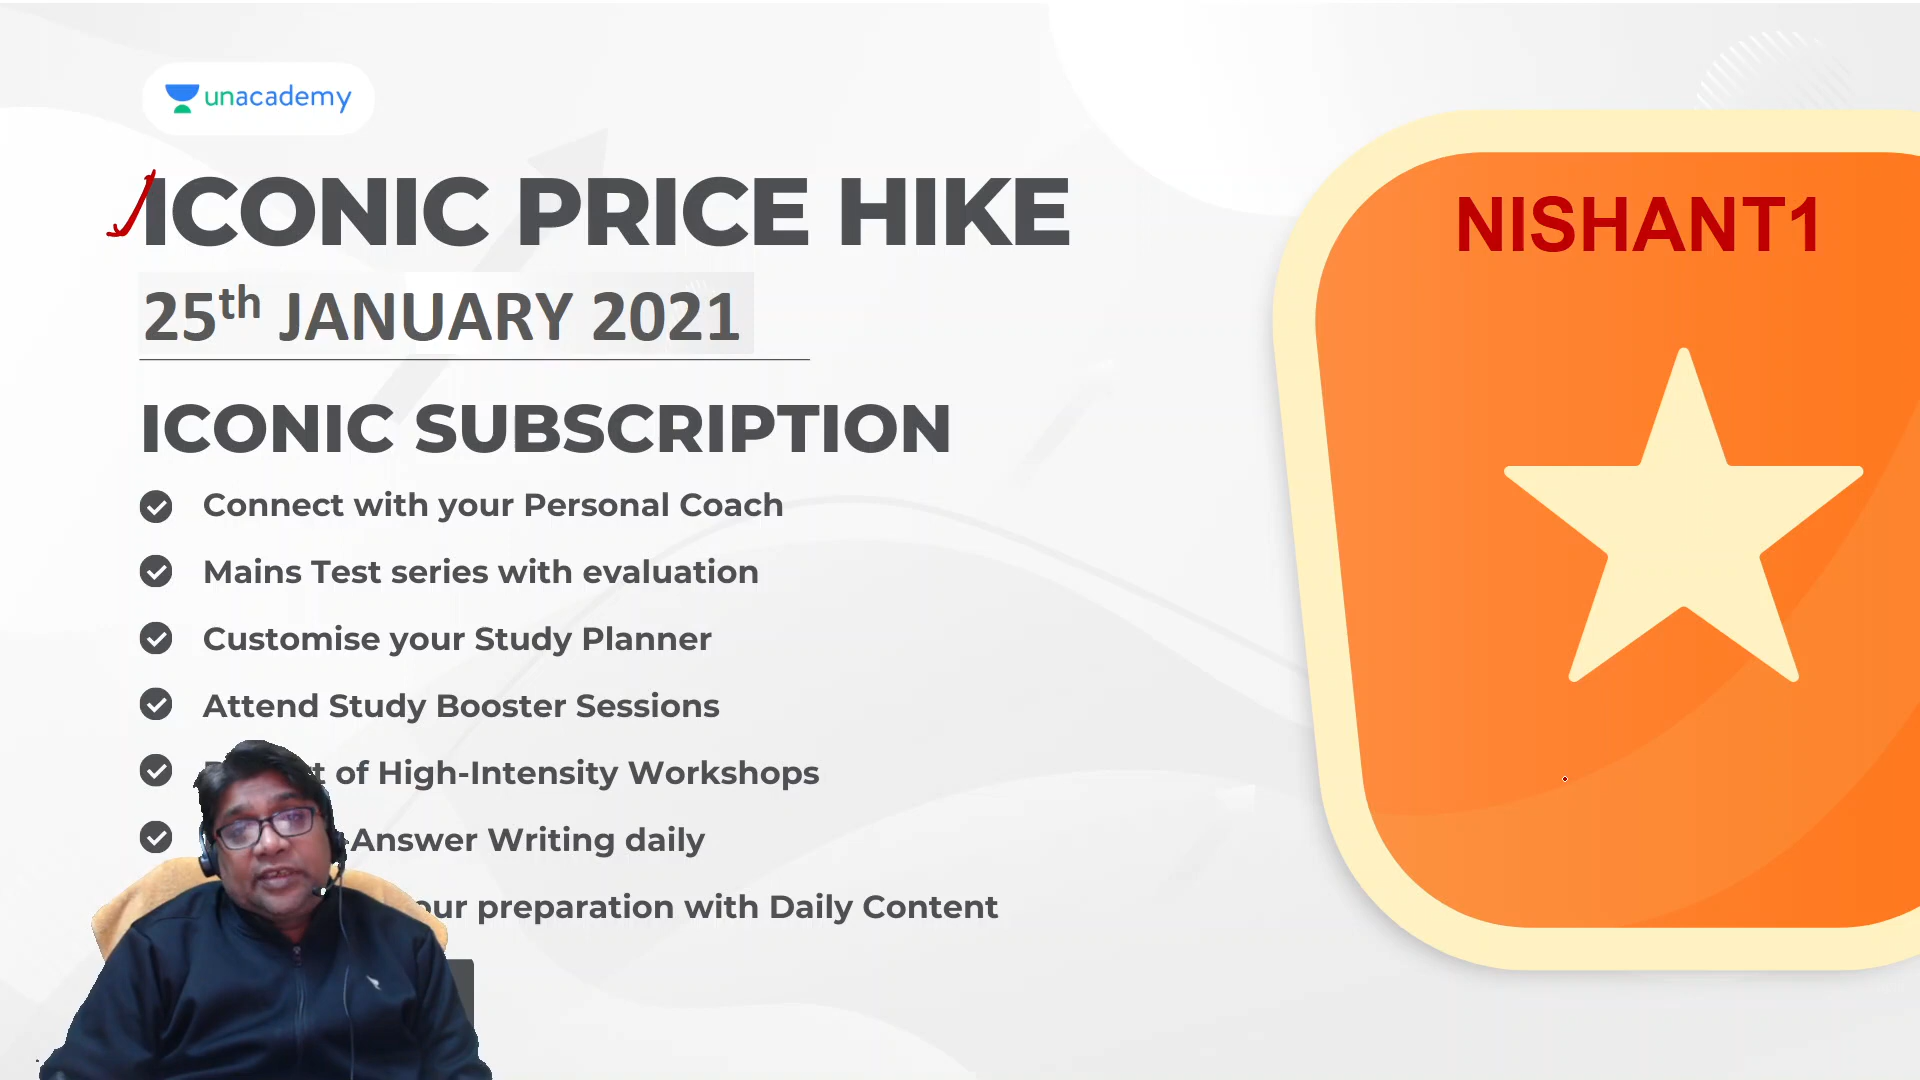 unacademy
ICONIC PRICE HIKE
25th JANUARY 2021
ICONIC SUBSCRIPTION
Connect with your Personal Coach
Mains Test series with evaluation
Customise your Study Planner
Attend Study Booster Sessions
of High-Intensity Workshops
Answer Writing daily
preparation with Daily Content
NISHANT1